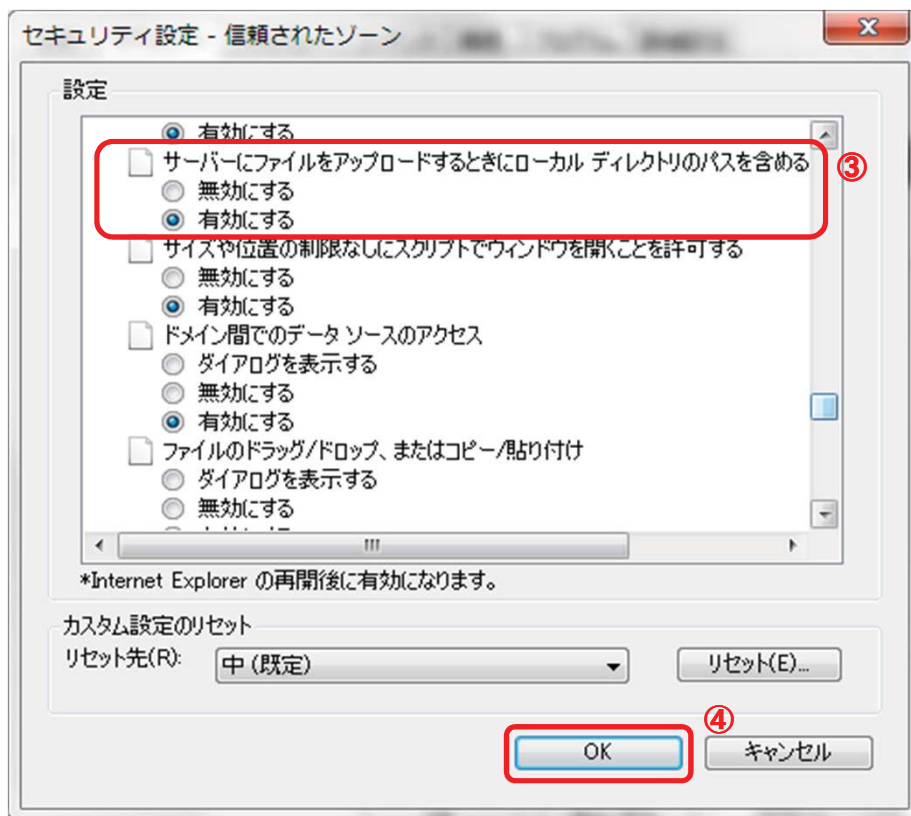 セキュリティ設定 - 信頼されたゾーン
設定
有効にする
サーバーにファイルをアップロードするときにローカル ディレクトリのパスを含める
③
無効にする
有効にする
サイズや位置の制限なしにスクリプトでウィンドウを開くことを許可する
無効にする
有効にする
ドメイン間でのデータ ソースのアクセス
ダイアログを表示する
無効にする
有効にする
ファイルのドラッグ/ドロップ、またはコピー/貼り付け
ダイアログを表示する
無効にする
*Internet Explorer の再開後に有効になります。
カスタム設定のリセット
リセット先(R):
中 (既定)
リセット(E)...
④
OK
キャンセル